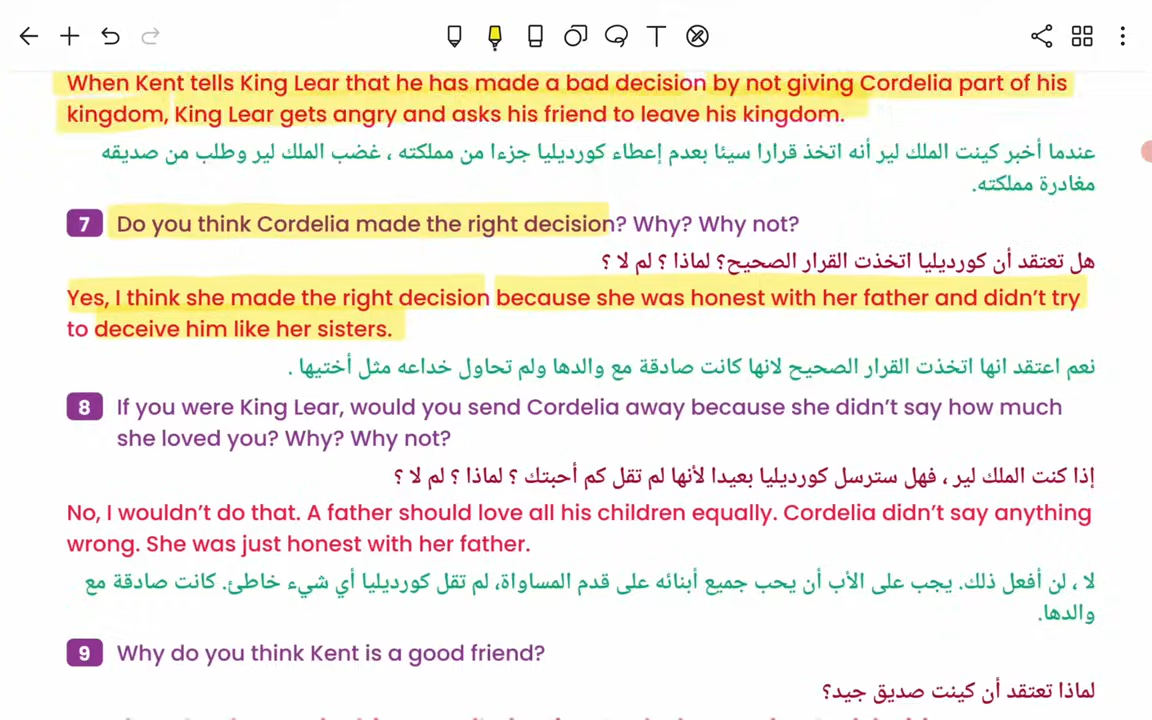 When Kent tells King Lear that he has made a bad decision by not giving Cordelia part of his
kingdom, King Lear gets angry and asks his friend to leave his kingdom.
عندما أخبر كينت الملك لير أنه اتخذ قرارا سيئا بعدم إعطاء كورديليا جزءا من مملكته ، غضب الملك لير وطلب من صديقه
مغادرة مملكته.
7 Do you think Cordelia made the right decision? Why? Why not?
هل تعتقد أن كورديليا اتخذت القرار الصحيح؟ لماذا ؟ لم لا ؟
Yes, I think she made the right decision because she was honest with her father and didn't try
to deceive him like her sisters.
نعم اعتقد انها اتخذت القرار الصحيح لانها كانت صادقة مع والدها ولم تحاول خداعه مثل أختيها .
8 If you were King Lear, would you send Cordelia away because she didn't say how much
she loved you? Why? Why not?
إذا كنت الملك لير ، فهل سترسل كورديليا بعيدا لأنها لم تقل كم أحبتك ؟ لماذا ؟ لم لا ؟
No, I wouldn't do that. A father should love all his children equally. Cordelia didn't say anything
wrong. She was just honest with her father.
لا ، لن أفعل ذلك. يجب على الأب أن يحب جميع أبنائه على قدم المساواة، لم تقل كورديليا أي شيء خاطئ. كانت صادقة مع
والدها.
9 Why do you think Kent is a good friend?
لماذا تعتقد أن كينت صديق جيد؟